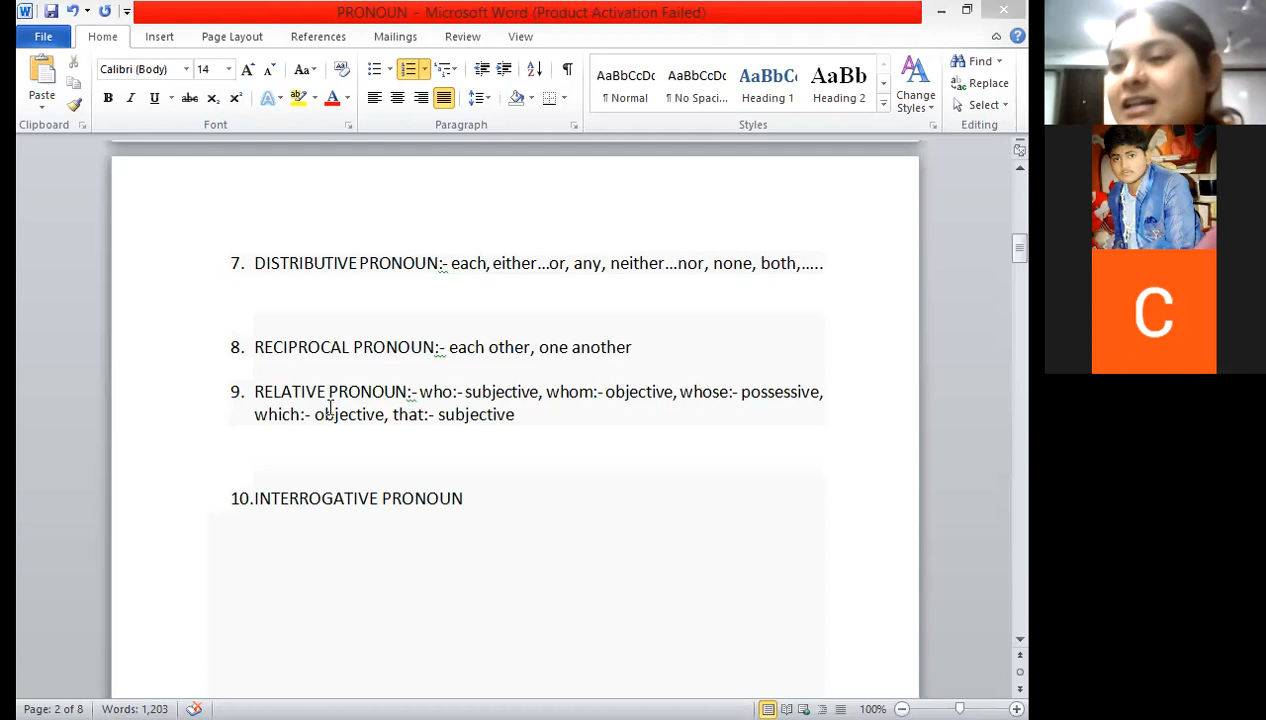 PRONOUN - Microsoft Word (Product Activation Failed)
File Home Insert Page Layout References Mailings Review View
Calibri (Body) 14
Paste
B I U abc x₂ x²
AaBbCcDc AaBbCcDc AaBbCc AaBb
¶ Normal ¶ No Spaci... Heading 1 Heading 2
Change Styles
Find
Replace
Select
Clipboard Font Paragraph Styles Editing
7. DISTRIBUTIVE PRONOUN:- each, either...or, any, neither...nor, none, both,.....
8. RECIPROCAL PRONOUN:- each other, one another
9. RELATIVE PRONOUN:- who:- subjective, whom:- objective, whose:- possessive,
which:- objective, that:- subjective
10.INTERROGATIVE PRONOUN
C
Page: 2 of 8 Words: 1,203 100%